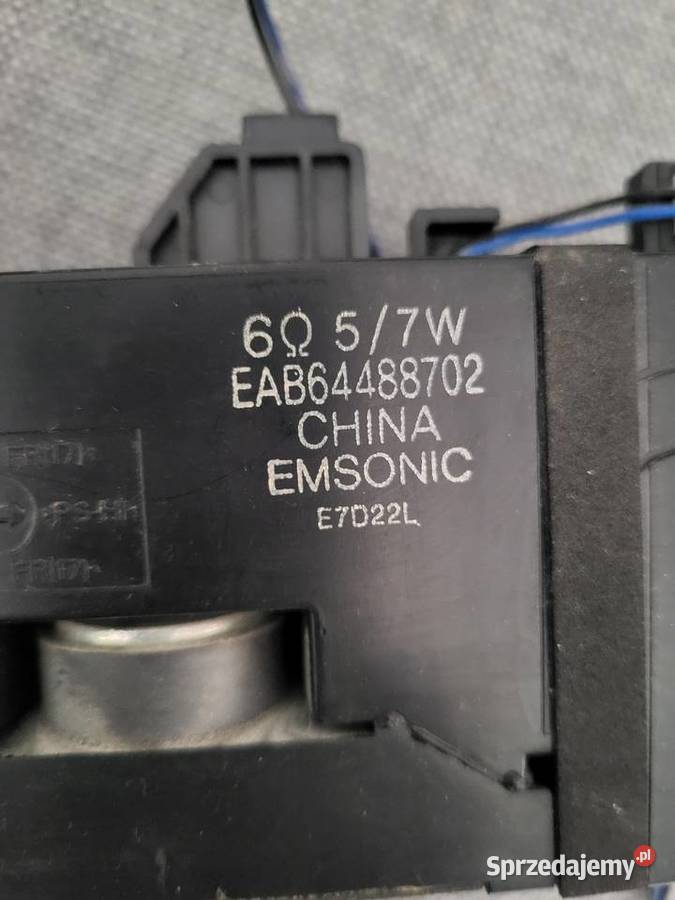 6Ω 5/7W
EAB64488702
CHINA
EMSONIC
E7D22L
Sprzedajemy.pl